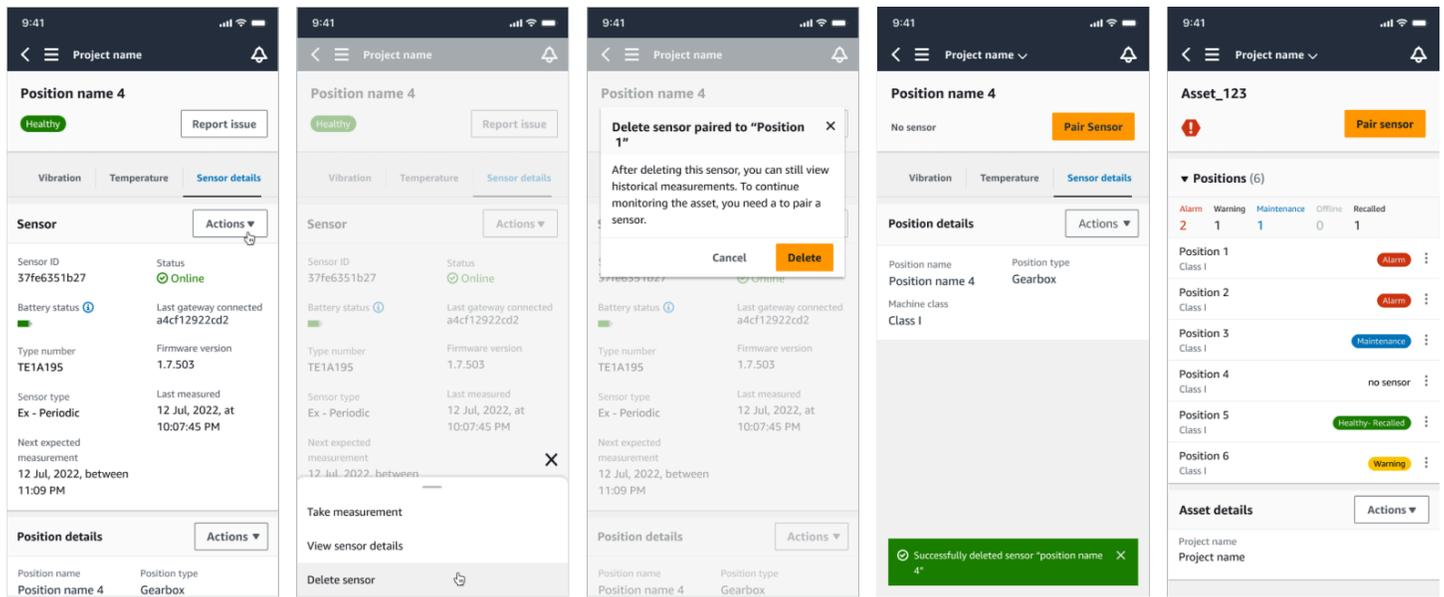 9:41
Project name
Position name 4
Healthy
Report issue
Vibration
Temperature
Sensor details
Sensor
Actions
Sensor ID
37fe6351b27
Status
Online
Battery status
Last gateway connected
a4cf12922cd2
Type number
TE1A195
Firmware version
1.7.503
Sensor type
Ex - Periodic
Last measured
12 Jul, 2022, at
10:07:45 PM
Next expected
measurement
12 Jul, 2022, between
11:09 PM
Position details
Actions
Position name
Position name 4
Position type
Gearbox
9:41
Project name
Position name 4
Healthy
Report issue
Vibration
Temperature
Sensor details
Sensor
Actions
Sensor ID
37fe6351b27
Status
Online
Battery status
Last gateway connected
a4cf12922cd2
Type number
TE1A195
Firmware version
1.7.503
Sensor type
Ex - Periodic
Last measured
12 Jul, 2022, at
10:07:45 PM
Next expected
measurement
12 Jul, 2022, between
Take measurement
View sensor details
Delete sensor
9:41
Project name
Position name 4
Delete sensor paired to “Position
1”
After deleting this sensor, you can still view
historical measurements. To continue
monitoring the asset, you need a to pair a
sensor.
Cancel
Delete
37fe6351b27
Online
Battery status
Last gateway connected
a4cf12922cd2
Type number
TE1A195
Firmware version
1.7.503
Sensor type
Ex - Periodic
Last measured
12 Jul, 2022, at
10:07:45 PM
Next expected
measurement
12 Jul, 2022, between
11:09 PM
Position details
Actions
Position name
Position name 4
Position type
Gearbox
9:41
Project name
Position name 4
No sensor
Pair Sensor
Vibration
Temperature
Sensor details
Position details
Actions
Position name
Position name 4
Position type
Gearbox
Machine class
Class I
Successfully deleted sensor “position name
4”
9:41
Project name
Asset_123
Pair sensor
Positions (6)
Alarm
2
Warning
1
Maintenance
1
Offline
0
Recalled
1
Position 1
Class I
Alarm
Position 2
Class I
Alarm
Position 3
Class I
Maintenance
Position 4
Class I
no sensor
Position 5
Class I
Healthy- Recalled
Position 6
Class I
Warning
Asset details
Actions
Project name
Project name